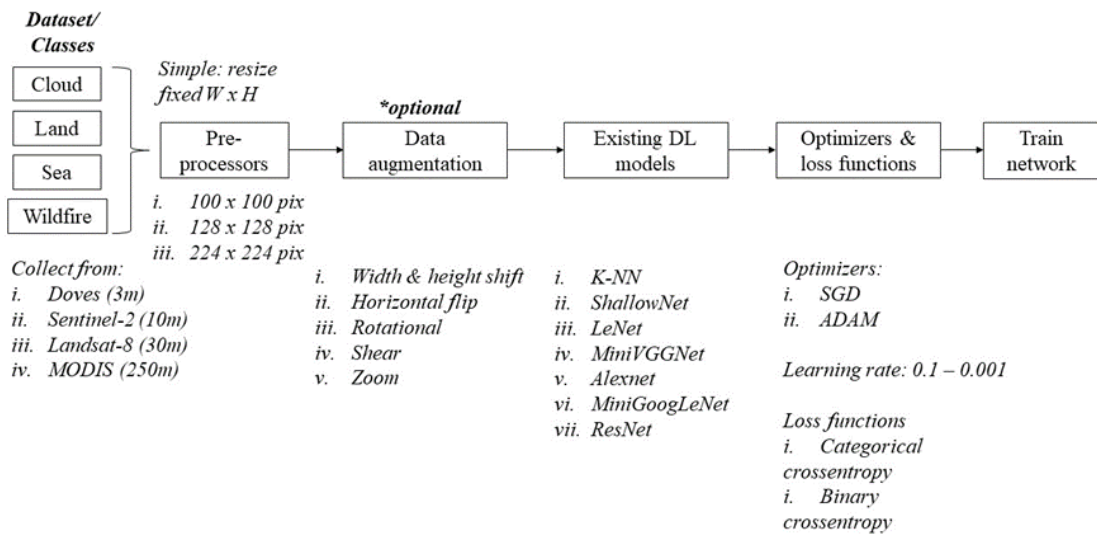 Dataset/
Classes
Cloud
Land
Sea
Wildfire
Collect from:
i. Doves (3m)
ii. Sentinel-2 (10m)
iii. Landsat-8 (30m)
iv. MODIS (250m)
Simple: resize
fixed W x H
Pre-
processors
i. 100 x 100 pix
ii. 128 x 128 pix
iii. 224 x 224 pix
*optional
Data
augmentation
i. Width & height shift
ii. Horizontal flip
iii. Rotational
iv. Shear
v. Zoom
Existing DL
models
i. K-NN
ii. ShallowNet
iii. LeNet
iv. MiniVGGNet
v. Alexnet
vi. MiniGoogLeNet
vii. ResNet
Optimizers &
loss functions
Optimizers:
i. SGD
ii. ADAM
Learning rate: 0.1 – 0.001
Loss functions
i. Categorical
crossentropy
i. Binary
crossentropy
Train
network